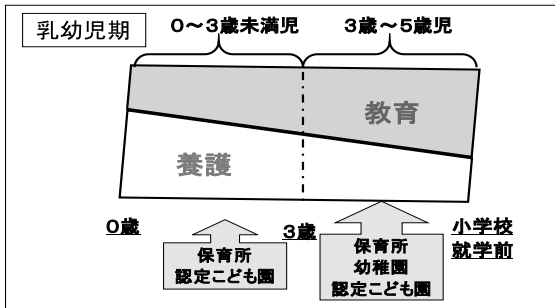 乳幼児期
0～3歳未満児
3歳～5歳児
教育
養護
0歳
3歳
小学校
就学前
保育所
認定こども園
保育所
幼稚園
認定こども園